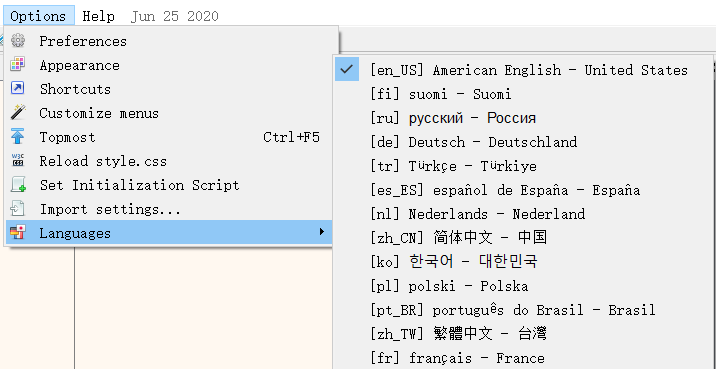 Options Help Jun 25 2020
Preferences
Appearance
Shortcuts
Customize menus
Topmost Ctrl+F5
Reload style.css
Set Initialization Script
Import settings...
Languages
[en_US] American English - United States
[fi] suomi - Suomi
[ru] русский - Россия
[de] Deutsch - Deutschland
[tr] Türkçe - Türkiye
[es_ES] español de España - España
[nl] Nederlands - Nederland
[zh_CN] 简体中文 - 中国
[ko] 한국어 - 대한민국
[pl] polski - Polska
[pt_BR] português do Brasil - Brasil
[zh_TW] 繁體中文 - 台灣
[fr] français - France